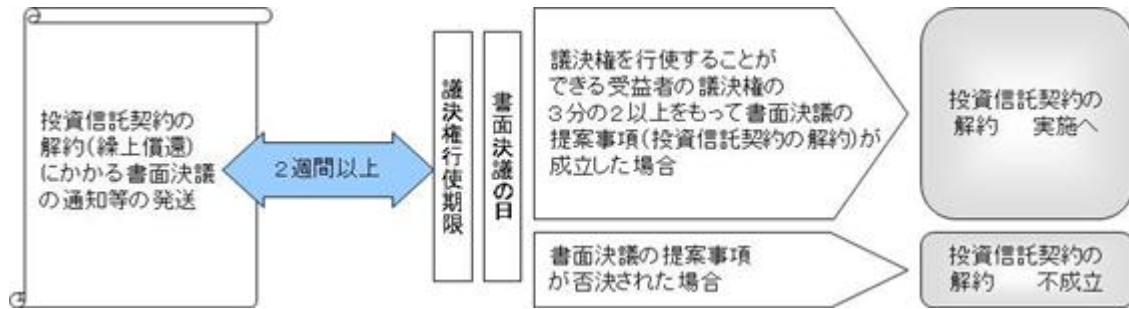 投資信託契約の
解約(繰上償還)
にかかる書面決議
の通知等の発送
2週間以上
議決権行使期限
書面決議の日
議決権を行使することが
できる受益者の議決権の
3分の2以上をもって書面決議の
提案事項(投資信託契約の解約)が
成立した場合
投資信託契約の
解約 実施へ
書面決議の提案事項
が否決された場合
投資信託契約の
解約 不成立